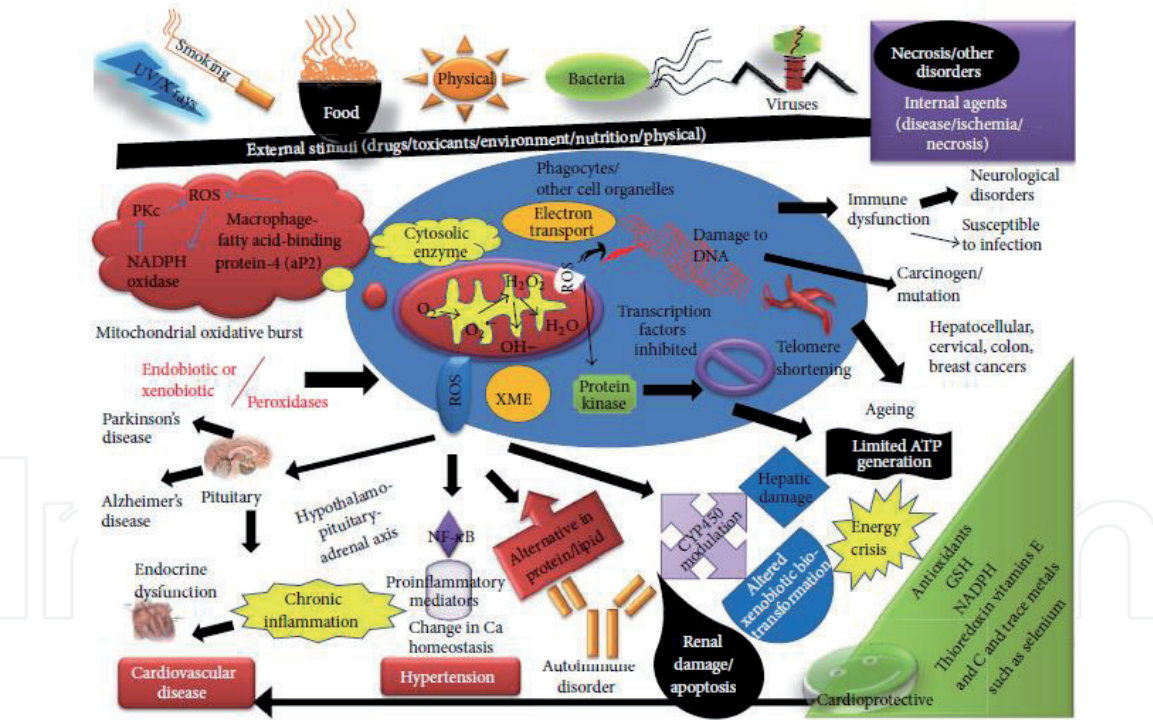 UV/X rays
Smoking
Food
Physical
Bacteria
Viruses
Necrosis/other
disorders
Internal agents
(disease/ischemia/
necrosis)
External stimuli (drugs/toxicants/environment/nutrition/physical)
PKc
ROS
NADPH
oxidase
Macrophage-
fatty acid-binding
protein-4 (aP2)
Mitochondrial oxidative burst
Endobiotic or
xenobiotic
Peroxidases
Phagocytes/
other cell organelles
Cytosolic
enzyme
Electron
transport
ROS
Damage to
DNA
O₂
O₂⁻
H₂O₂
H₂O
OH–
Transcription
factors
inhibited
Telomere
shortening
ROS
XME
Protein
kinase
Immune
dysfunction
Neurological
disorders
Susceptible
to infection
Carcinogen/
mutation
Hepatocellular,
cervical, colon,
breast cancers
Ageing
Limited ATP
generation
Energy
crisis
Parkinson's
disease
Alzheimer's
disease
Pituitary
Hypothalamo-
pituitary-
adrenal axis
Endocrine
dysfunction
Chronic
inflammation
Cardiovascular
disease
NF-κB
Proinflammatory
mediators
Change in Ca
homeostasis
Hypertension
Alternative in
protein/lipid
Autoimmune
disorder
CYP450
modulation
Hepatic
damage
Altered
xenobiotic bio-
transformation
Renal
damage/
apoptosis
Antioxidants
GSH
NADPH
Thioredoxin vitamins E
and C and trace metals
such as selenium
Cardioprotective